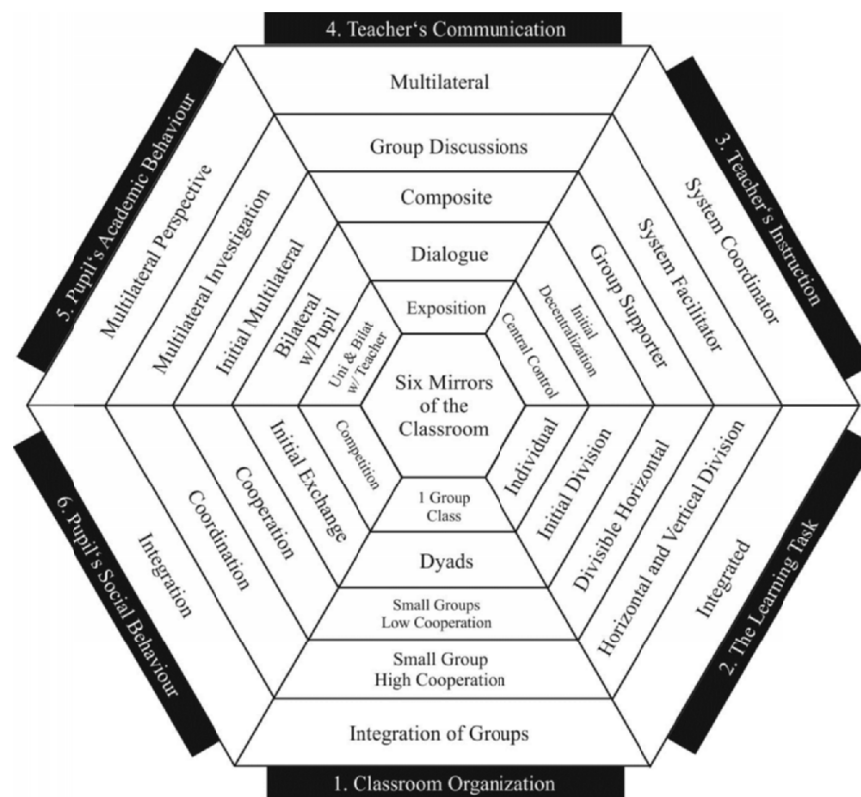 4. Teacher‘s Communication
Multilateral
Group Discussions
Composite
Dialogue
Exposition
3. Teacher‘s Instruction
System Coordinator
System Facilitator
Group Supporter
Initial
Decentralization
Central Control
5. Pupil‘s Academic Behaviour
Multilateral Perspective
Multilateral Investigation
Initial Multilateral
Bilateral
w/Pupil
Uni & Bilat
w/ Teacher
Six Mirrors
of the
Classroom
6. Pupil‘s Social Behaviour
Integration
Coordination
Cooperation
Initial Exchange
Competition
Individual
Initial Division
Divisible Horizontal
Horizontal and Vertical Division
Integrated
2. The Learning Task
1 Group
Class
Dyads
Small Groups
Low Cooperation
Small Group
High Cooperation
Integration of Groups
1. Classroom Organization